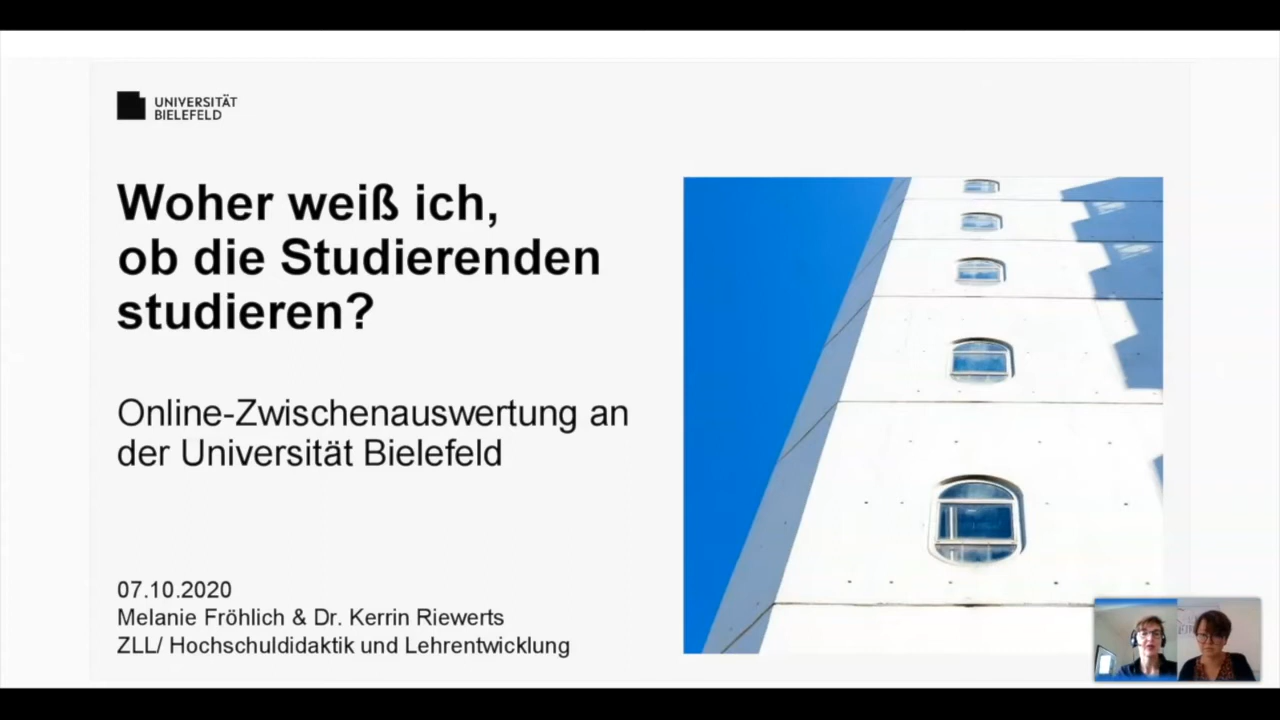 UNIVERSITÄT
BIELEFELD
Woher weiß ich,
ob die Studierenden
studieren?
Online-Zwischenauswertung an
der Universität Bielefeld
07.10.2020
Melanie Fröhlich & Dr. Kerrin Riewerts
ZLL/ Hochschuldidaktik und Lehrentwicklung